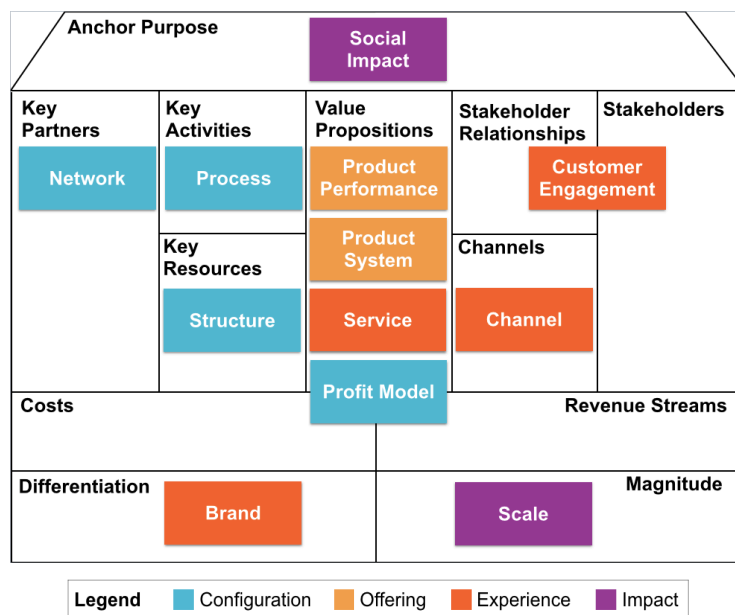 Anchor Purpose
Social
Impact
Key
Partners
Network
Key
Activities
Process
Key
Resources
Structure
Value
Propositions
Product
Performance
Product
System
Service
Profit Model
Stakeholder
Relationships
Stakeholders
Customer
Engagement
Channels
Channel
Costs
Revenue Streams
Differentiation
Brand
Magnitude
Scale
Legend
Configuration
Offering
Experience
Impact